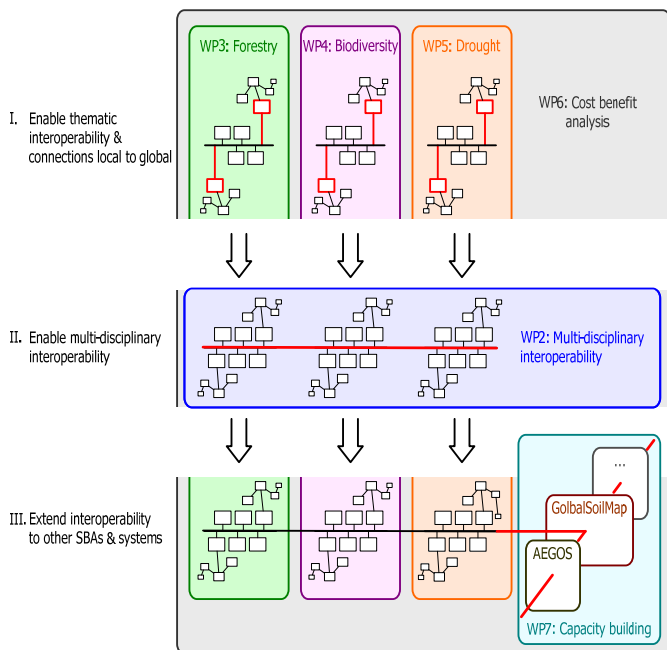 WP3: Forestry
WP4: Biodiversity
WP5: Drought
WP6: Cost benefit
analysis
I. Enable thematic
interoperability &
connections local to global
II. Enable multi-disciplinary
interoperability
WP2: Multi-disciplinary
interoperability
III. Extend interoperability
to other SBAs & systems
...
GolbalSoilMap
AEGOS
WP7: Capacity building